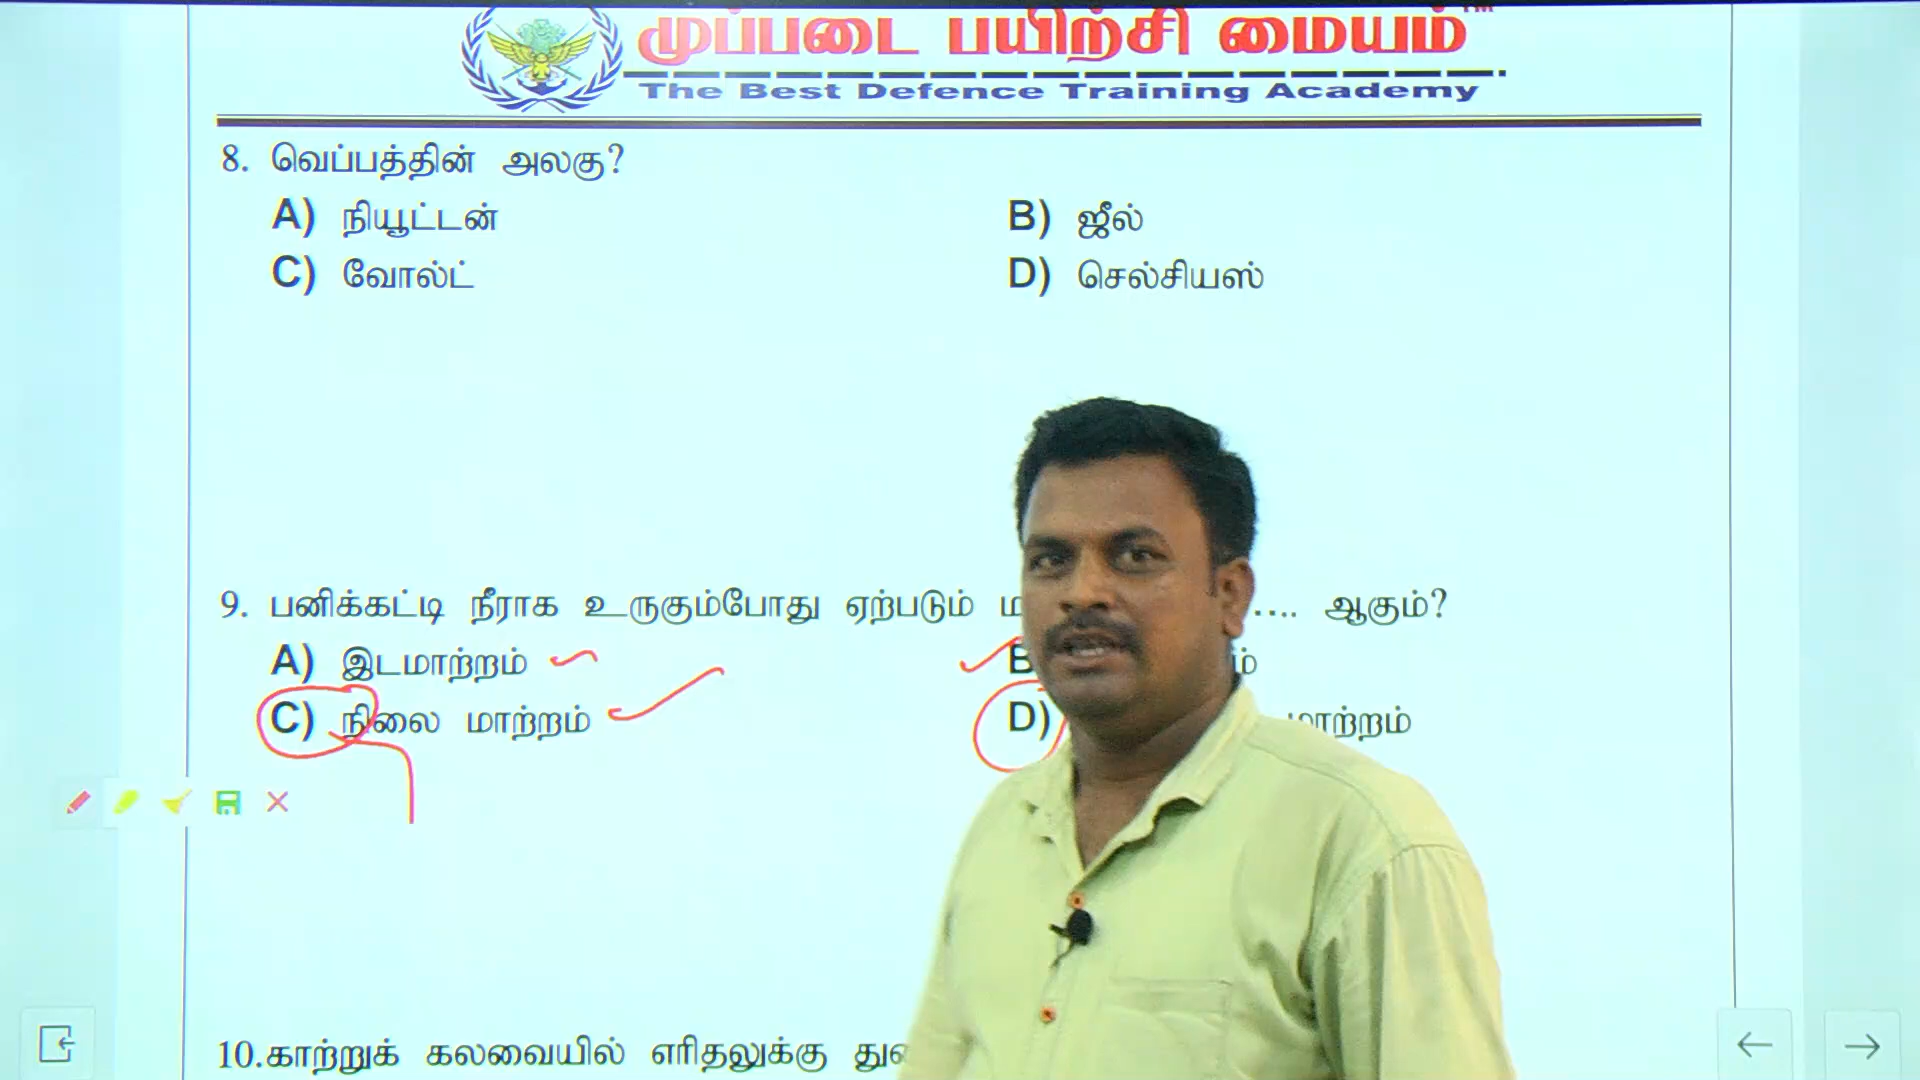 முப்படை பயிற்சி மையம்™
The Best Defence Training Academy
8. வெப்பத்தின் அலகு?
A) நியூட்டன்
B) ஜீல்
C) வோல்ட்
D) செல்சியஸ்
9. பனிக்கட்டி நீராக உருகும்போது ஏற்படும் .... ஆகும்?
A) இடமாற்றம்
B
C) நிலை மாற்றம்
D) மாற்றம்
10.காற்றுக் கலவையில் எரிதலுக்கு